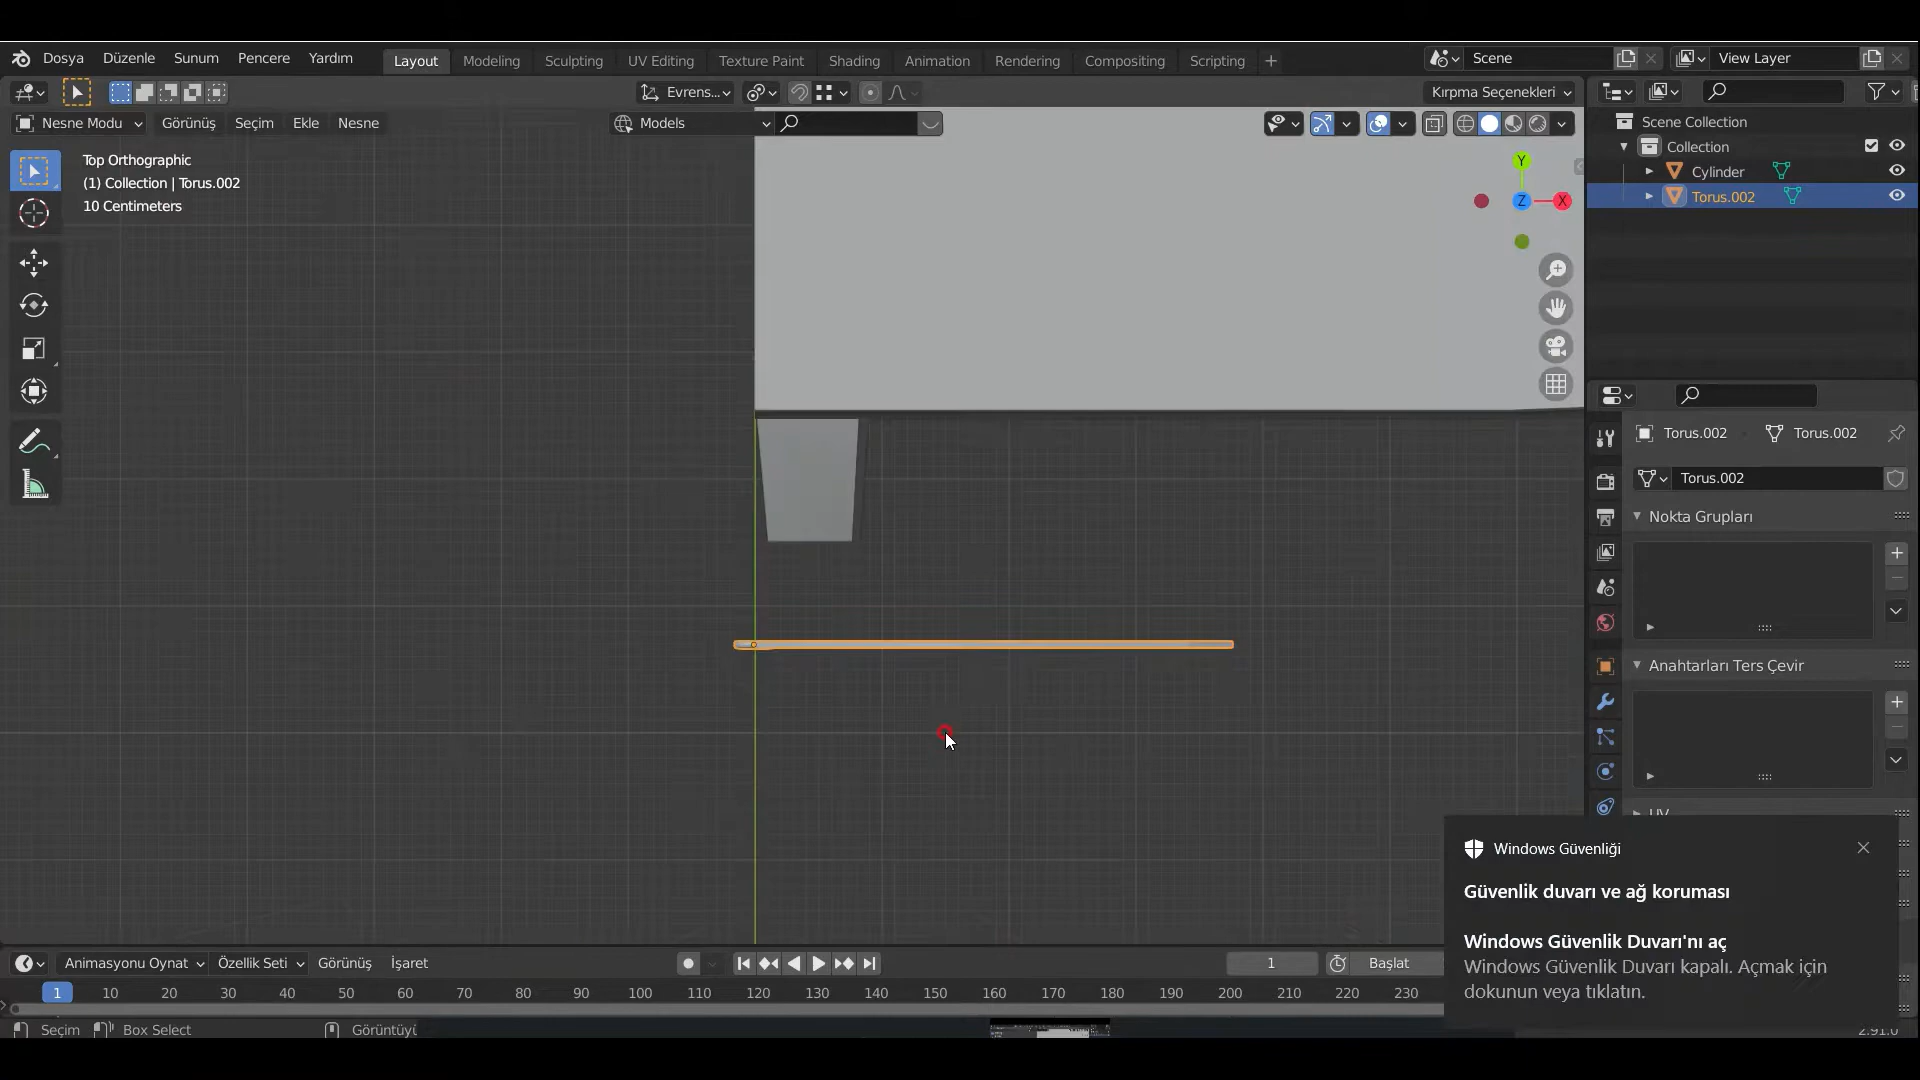 Dosya Düzenle Sunum Pencere Yardım Layout Modeling Sculpting UV Editing Texture Paint Shading Animation Rendering Compositing Scripting + Scene View Layer
Evrens... Kırpma Seçenekleri
Nesne Modu Görünüş Seçim Ekle Nesne Models
Top Orthographic
(1) Collection | Torus.002
10 Centimeters
Y
Z
X
Scene Collection
Collection
Cylinder
Torus.002
Torus.002 Torus.002
Torus.002
Nokta Grupları
Anahtarları Ters Çevir
UV
Windows Güvenliği
Güvenlik duvarı ve ağ koruması
Windows Güvenlik Duvarı'nı aç
Windows Güvenlik Duvarı kapalı. Açmak için
dokunun veya tıklatın.
Animasyonu Oynat Özellik Seti Görünüş İşaret 1 Başlat
1 10 20 30 40 50 60 70 80 90 100 110 120 130 140 150 160 170 180 190 200 210 220 230
Seçim Box Select Görüntüyü 2.91.0